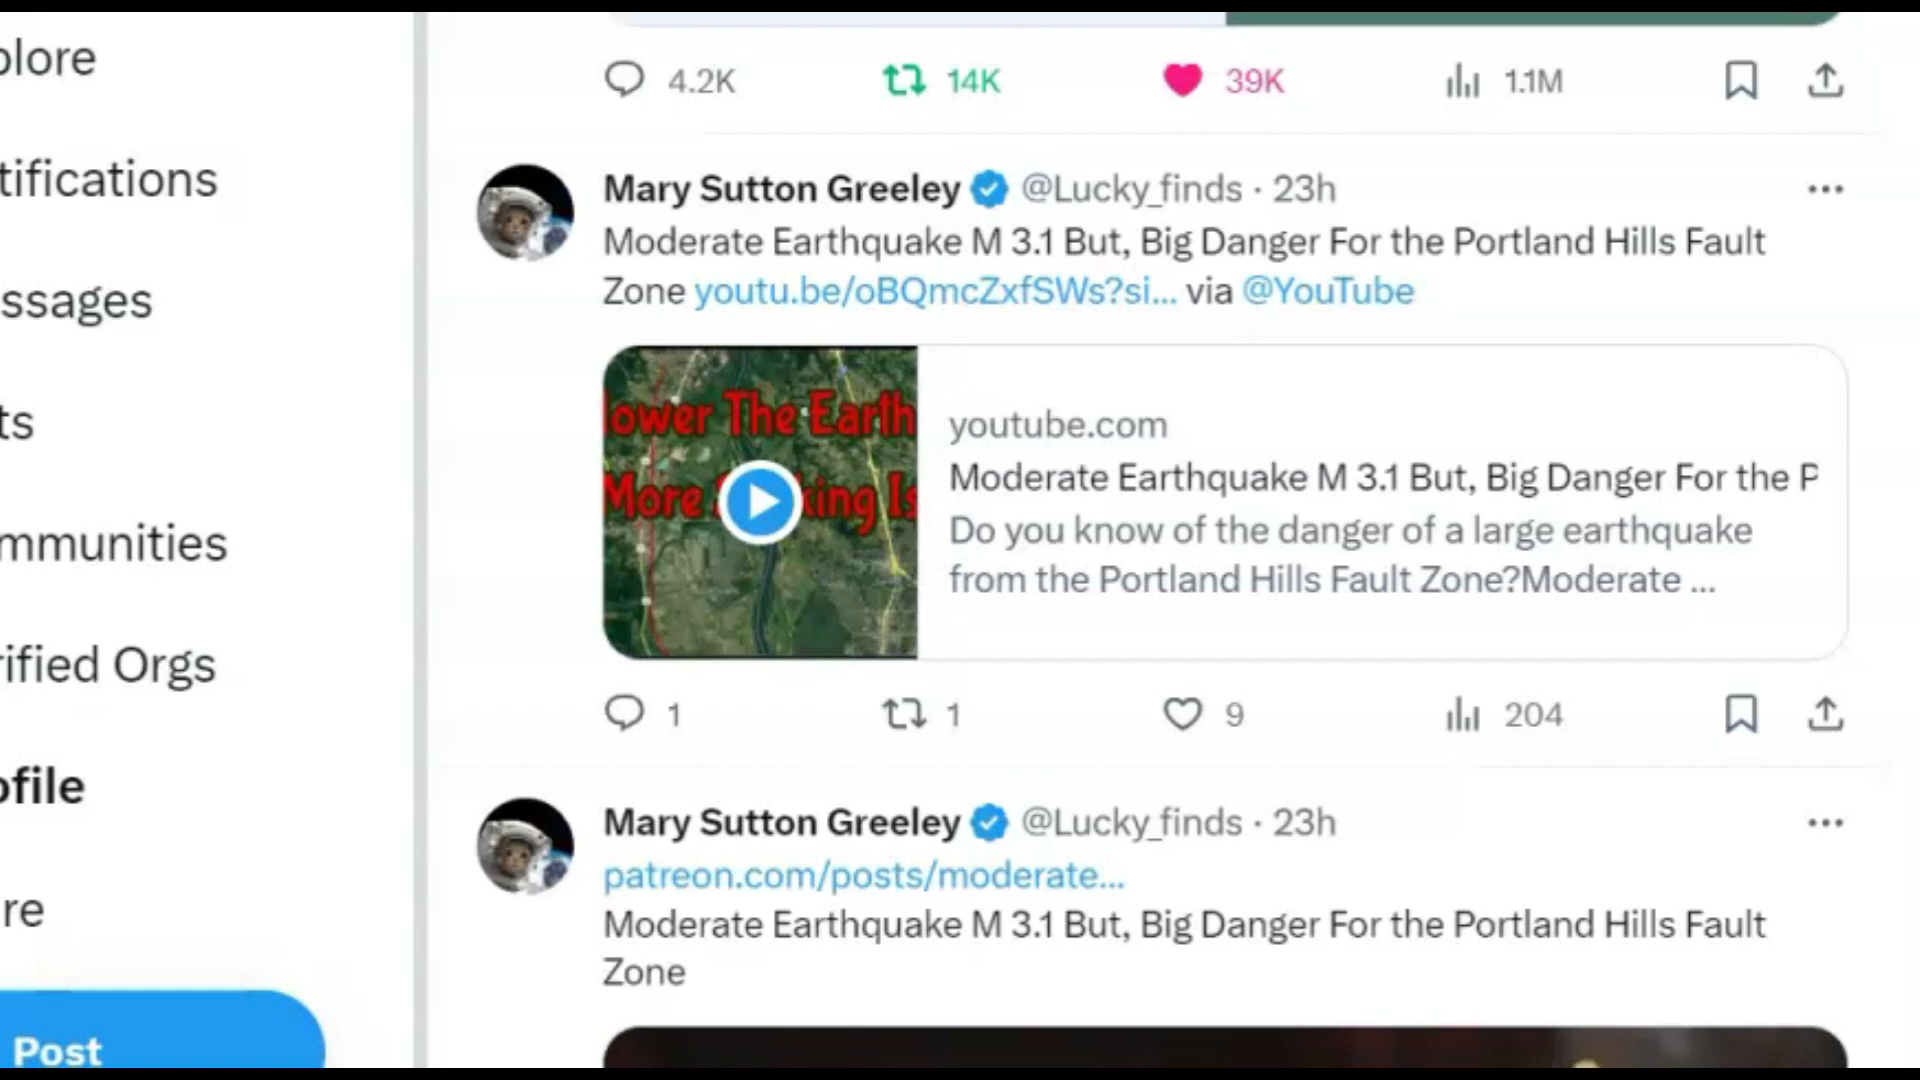 plore
4.2K 14K 39K 1.1M
tifications
Mary Sutton Greeley @Lucky_finds · 23h
Moderate Earthquake M 3.1 But, Big Danger For the Portland Hills Fault
Zone youtu.be/oBQmcZxfSWs?si... via @YouTube
ssages
lower The Earth
More king Is
youtube.com
Moderate Earthquake M 3.1 But, Big Danger For the P
Do you know of the danger of a large earthquake
from the Portland Hills Fault Zone?Moderate ...
ts
mmunities
rified Orgs
1 1 9 204
ofile
Mary Sutton Greeley @Lucky_finds · 23h
patreon.com/posts/moderate...
Moderate Earthquake M 3.1 But, Big Danger For the Portland Hills Fault
Zone
re
Post